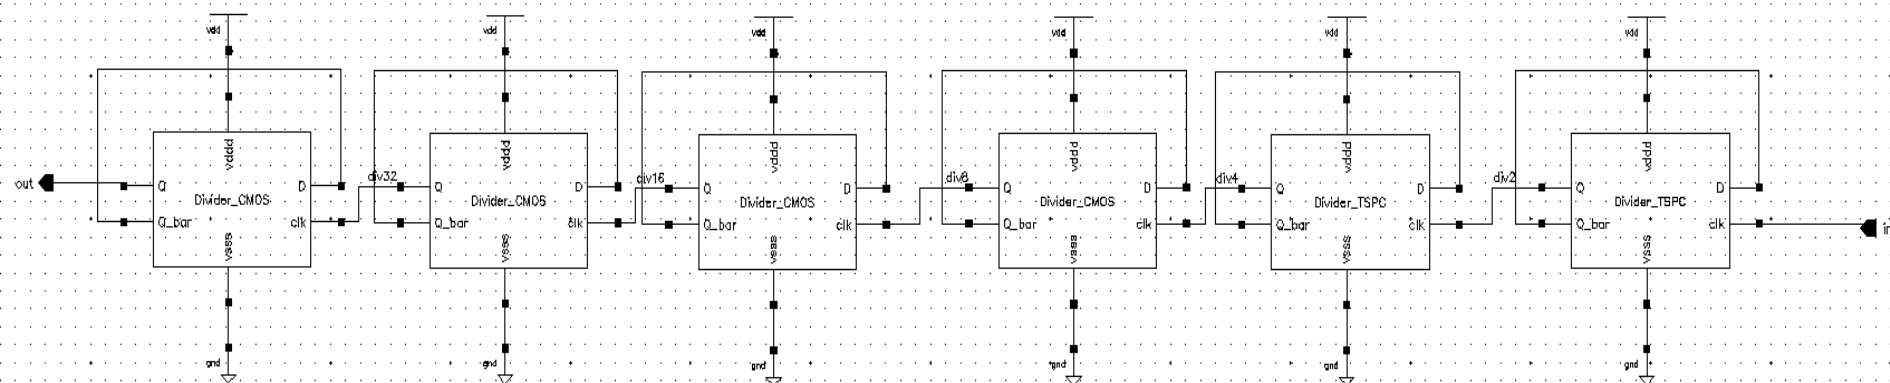 vdd vdd vdd vdd vdd vdd
vddd vddd vddd vddd vddd vddd
out Q D div32 Q D div16 Q D div8 Q D div4 Q D div2 Q D
Divider_CMOS Divider_CMOS Divider_CMOS Divider_CMOS Divider_TSPC Divider_TSPC
Q_bar clk Q_bar clk Q_bar clk Q_bar clk Q_bar clk Q_bar clk in
vsss vsss vsss vsss vsss vsss
gnd gnd gnd gnd gnd gnd